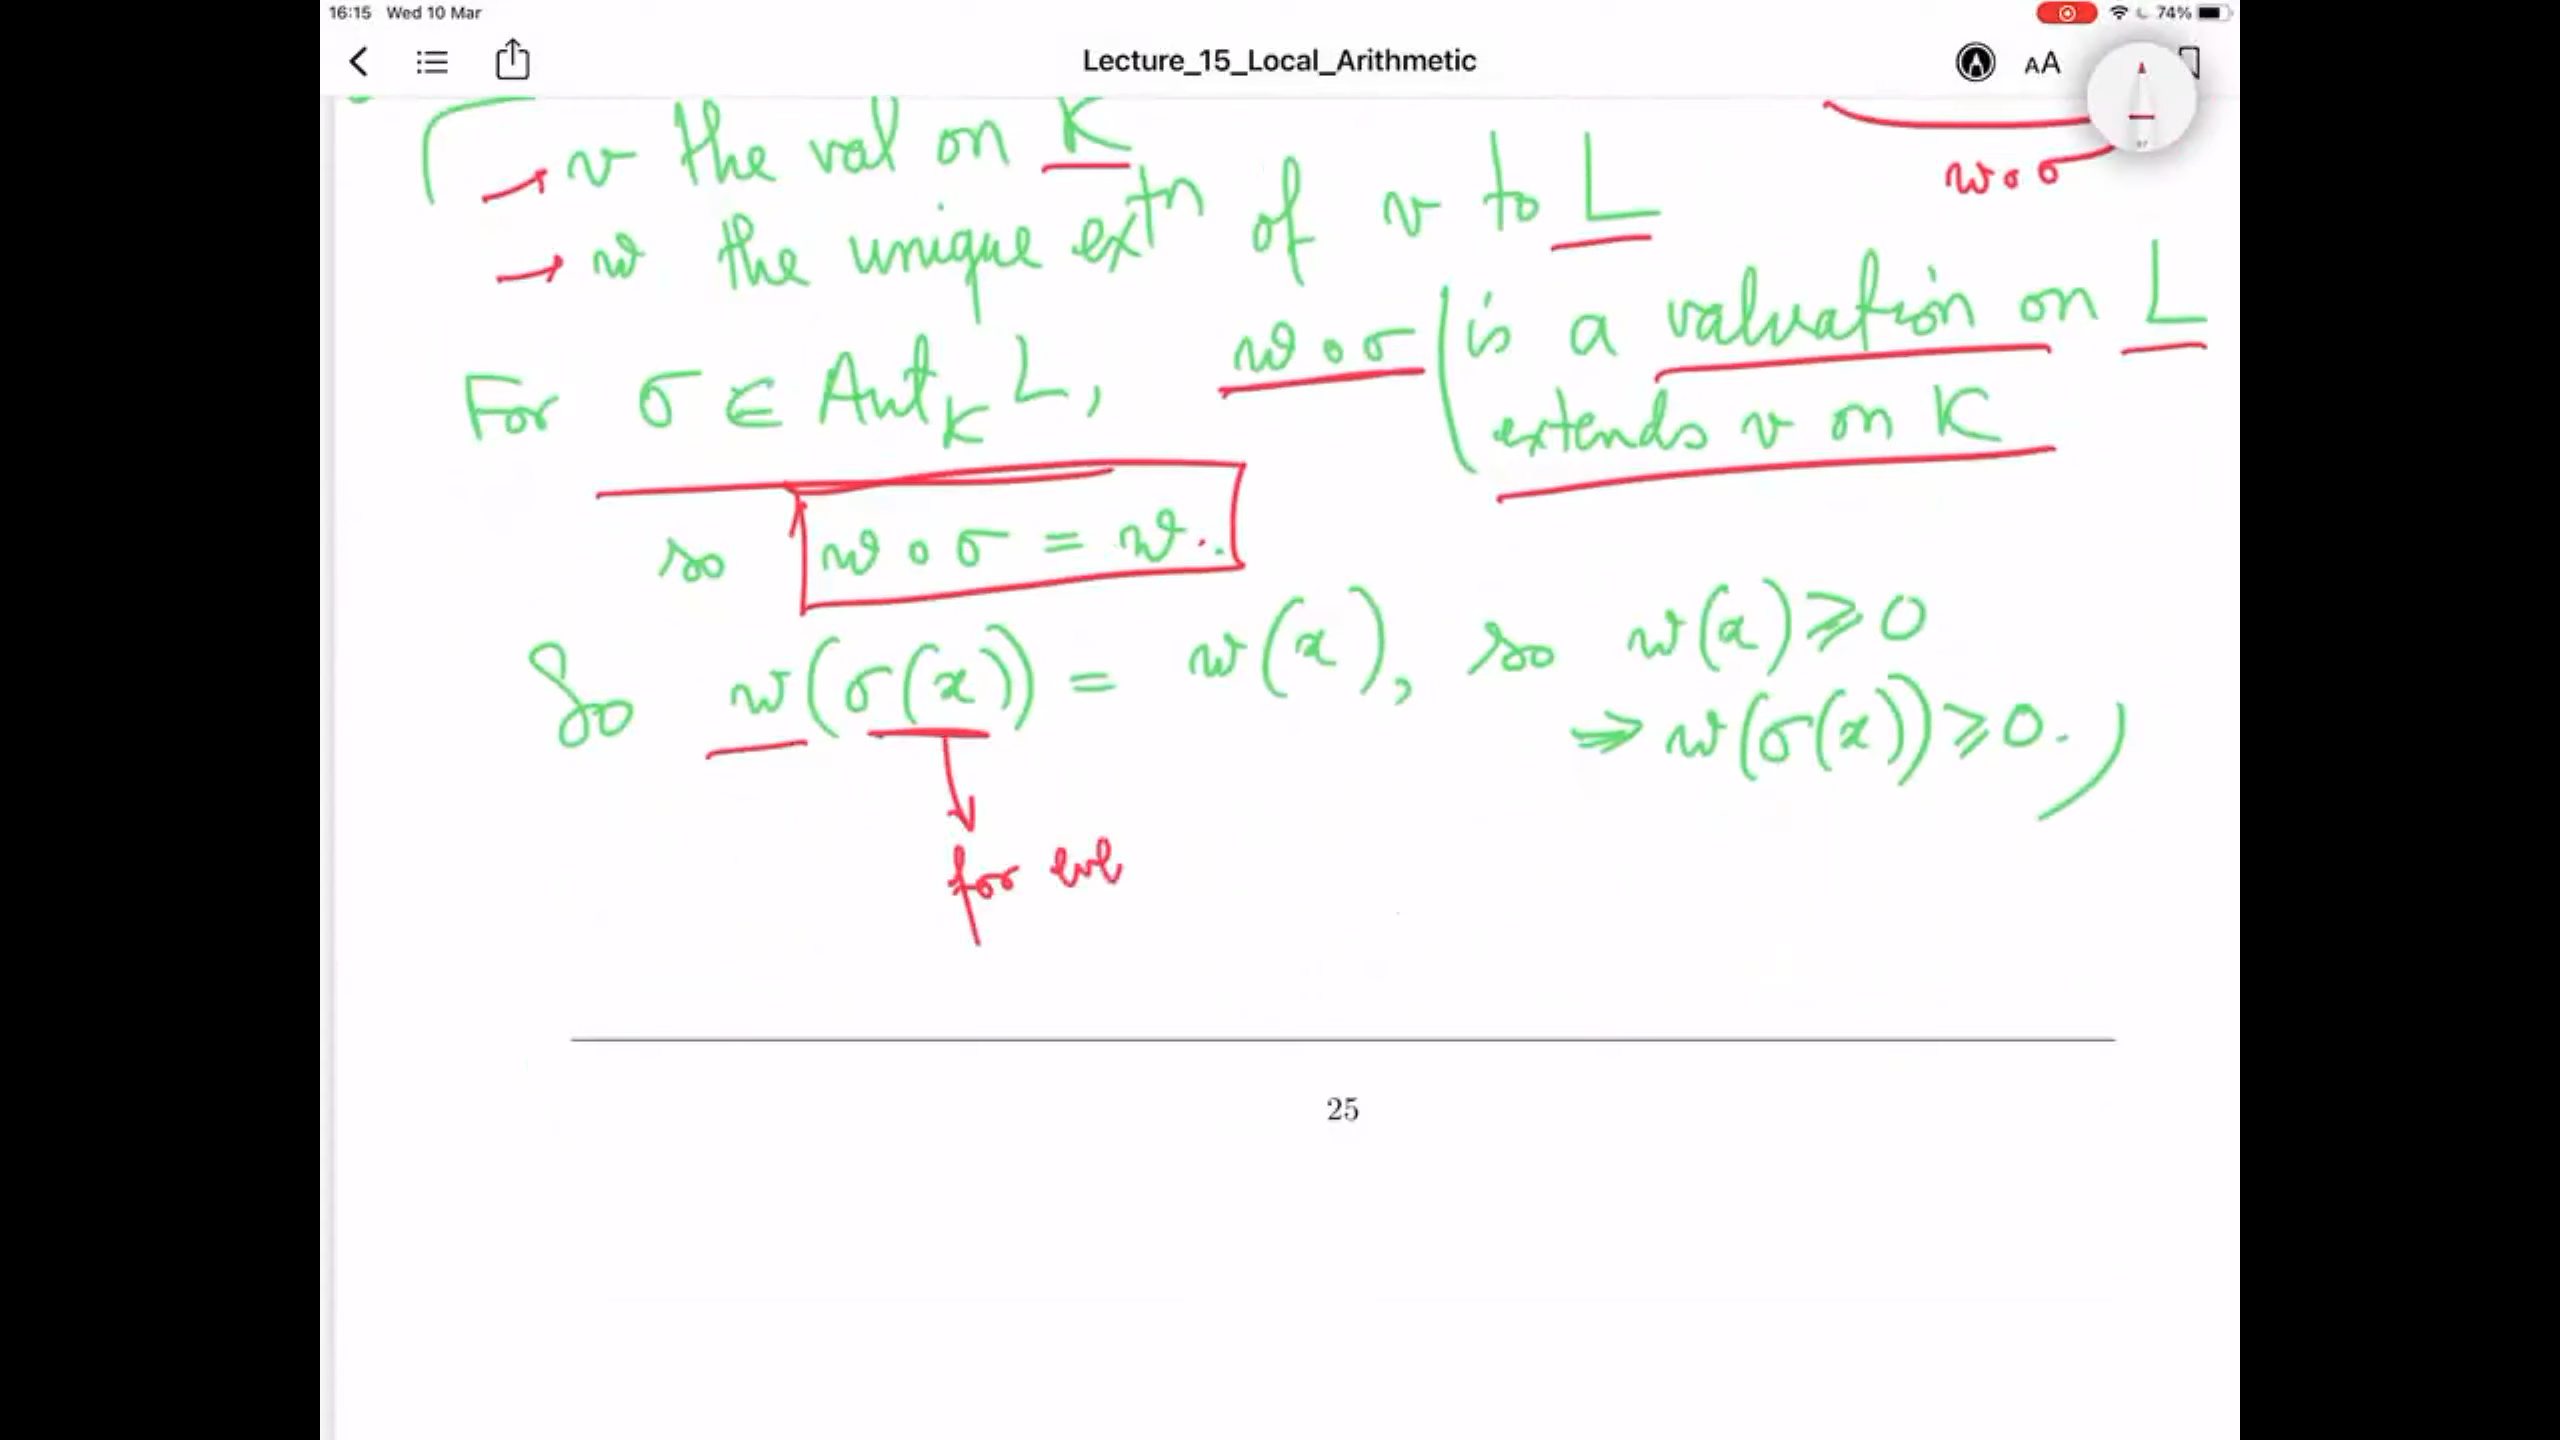 16:15 Wed 10 Mar 74%
Lecture_15_Local_Arithmetic
AA
→ v the val on K
w∘σ
→ w the unique extⁿ of v to L
For σ ∈ Aut_K L, w∘σ ( is a valuation on L
extends v on K
so w∘σ = w.
So w(σ(x)) = w(x), so w(x) ⩾ 0
⇒ w(σ(x)) ⩾ 0. )
for eve
25